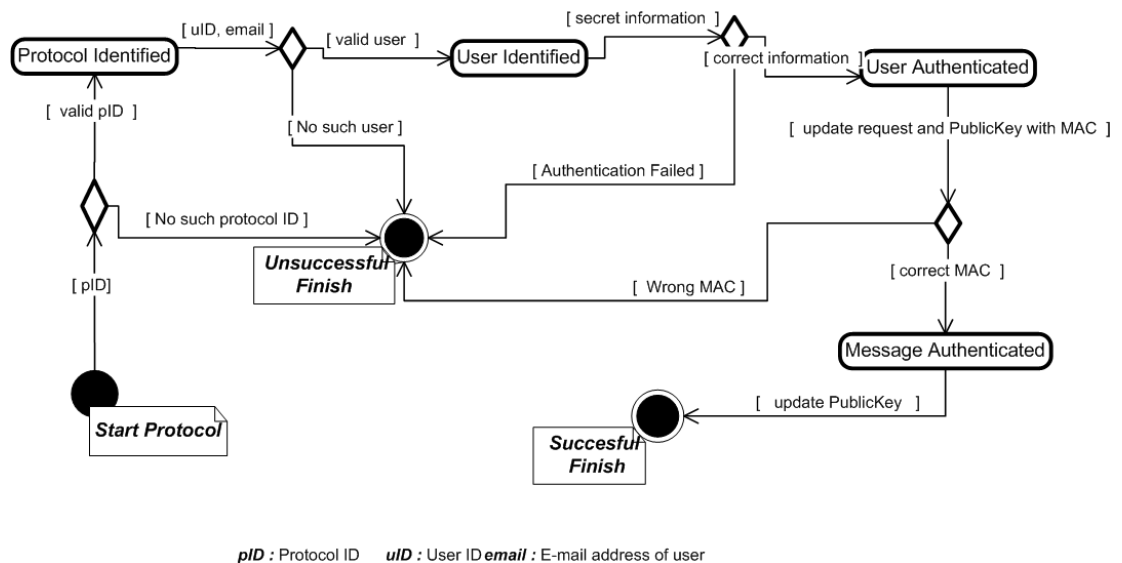 [ uID, email ]
[ secret information ]
Protocol Identified
[ valid user ]
User Identified
[ correct information ]
User Authenticated
[ valid pID ]
[ No such user ]
[ update request and PublicKey with MAC ]
[ Authentication Failed ]
[ No such protocol ID ]
Unsuccessful
Finish
[ Wrong MAC ]
[ correct MAC ]
[ pID]
Message Authenticated
Start Protocol
[ update PublicKey ]
Succesful
Finish
pID : Protocol ID uID : User ID email : E-mail address of user